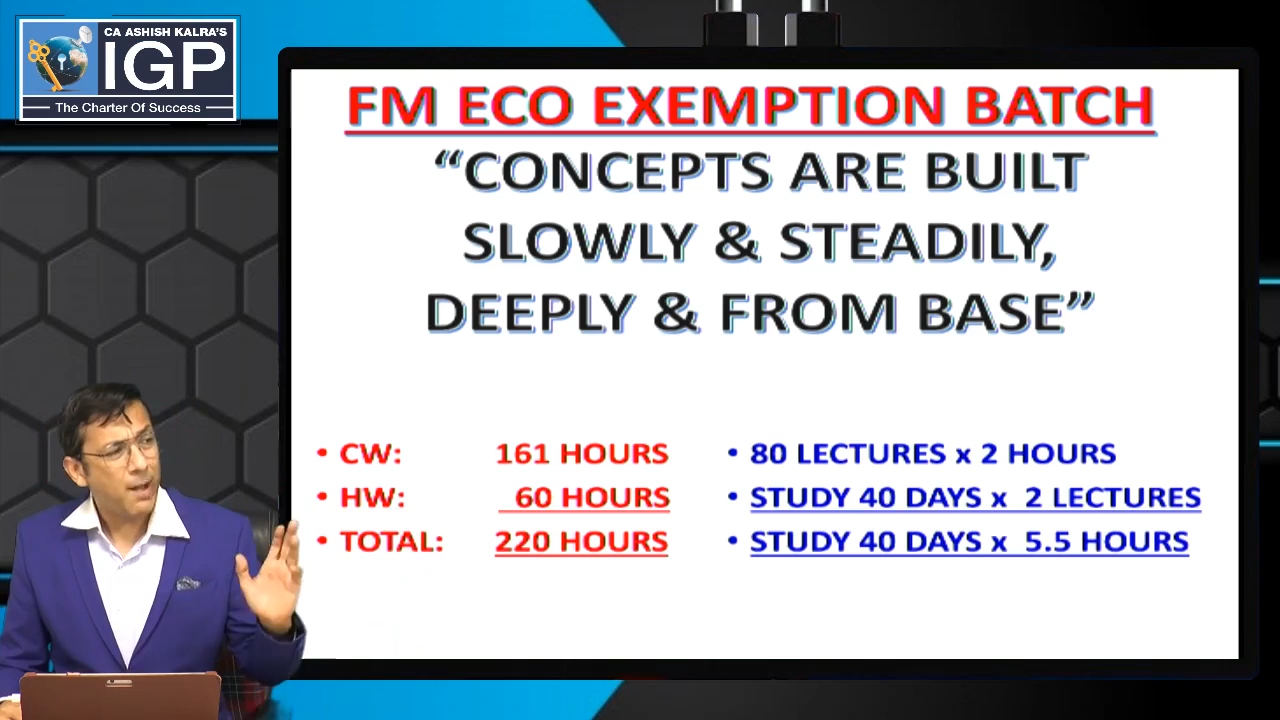 CA ASHISH KALRA'S
IGP
The Charter Of Success
FM ECO EXEMPTION BATCH
“CONCEPTS ARE BUILT
SLOWLY & STEADILY,
DEEPLY & FROM BASE”
• CW: 161 HOURS • 80 LECTURES x 2 HOURS
• HW: 60 HOURS • STUDY 40 DAYS x 2 LECTURES
• TOTAL: 220 HOURS • STUDY 40 DAYS x 5.5 HOURS